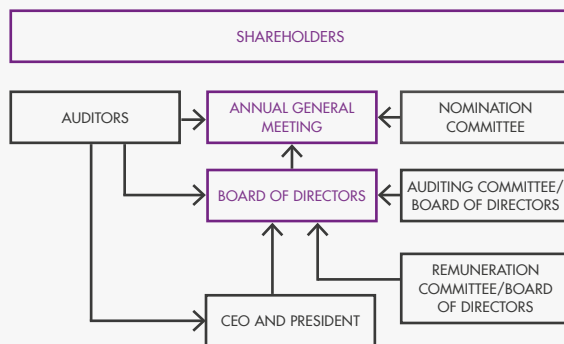 SHAREHOLDERS
AUDITORS
ANNUAL GENERAL
MEETING
NOMINATION
COMMITTEE
BOARD OF DIRECTORS
AUDITING COMMITTEE/
BOARD OF DIRECTORS
REMUNERATION
COMMITTEE/BOARD
OF DIRECTORS
CEO AND PRESIDENT